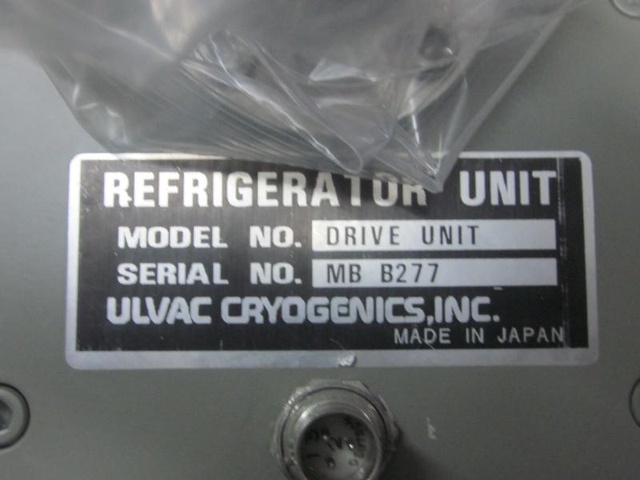 REFRIGERATOR UNIT
MODEL NO. DRIVE UNIT
SERIAL NO. MB B277
ULVAC CRYOGENICS,INC.
MADE IN JAPAN